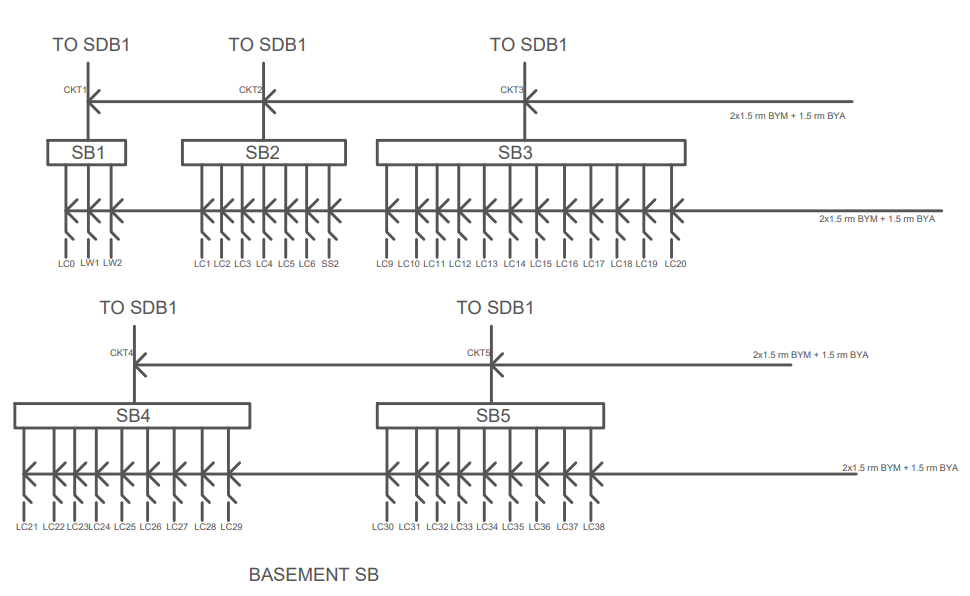 TO SDB1 TO SDB1 TO SDB1
CKT1 CKT2 CKT3
2x1.5 rm BYM + 1.5 rm BYA
SB1 SB2 SB3
2x1.5 rm BYM + 1.5 rm BYA
LC0 LW1 LW2 LC1 LC2 LC3 LC4 LC5 LC6 SS2 LC9 LC10 LC11 LC12 LC13 LC14 LC15 LC16 LC17 LC18 LC19 LC20
TO SDB1 TO SDB1
CKT4 CKT5 2x1.5 rm BYM + 1.5 rm BYA
SB4 SB5
2x1.5 rm BYM + 1.5 rm BYA
LC21 LC22 LC23 LC24 LC25 LC26 LC27 LC28 LC29 LC30 LC31 LC32 LC33 LC34 LC35 LC36 LC37 LC38
BASEMENT SB